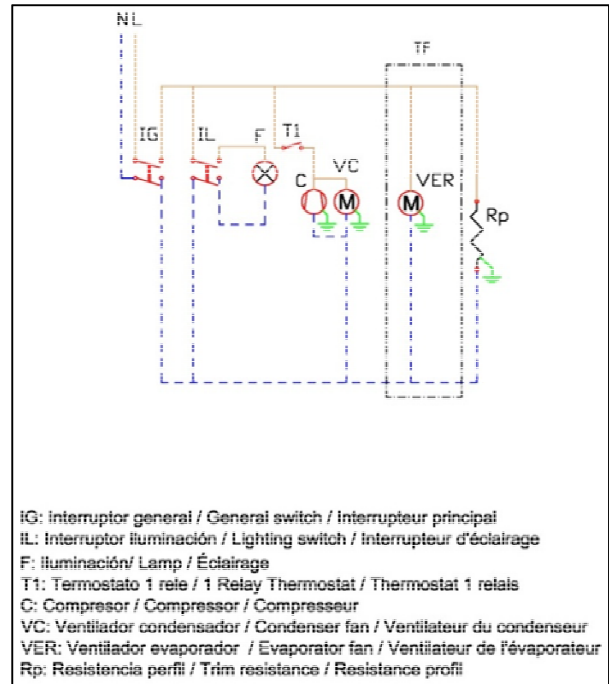 N L
TF
IG
IL
F
T1
C
VC
VER
Rp
M
M
IG: Interruptor general / General switch / Interrupteur principal
IL: Interruptor iluminación / Lighting switch / Interrupteur d'éclairage
F: Iluminación/ Lamp / Éclairage
T1: Termostato 1 rele / 1 Relay Thermostat / Thermostat 1 relais
C: Compresor / Compressor / Compresseur
VC: Ventilador condensador / Condenser fan / Ventilateur du condenseur
VER: Ventilador evaporador / Evaporator fan / Ventilateur de l'évaporateur
Rp: Resistencia perfil / Trim resistance / Resistance profil